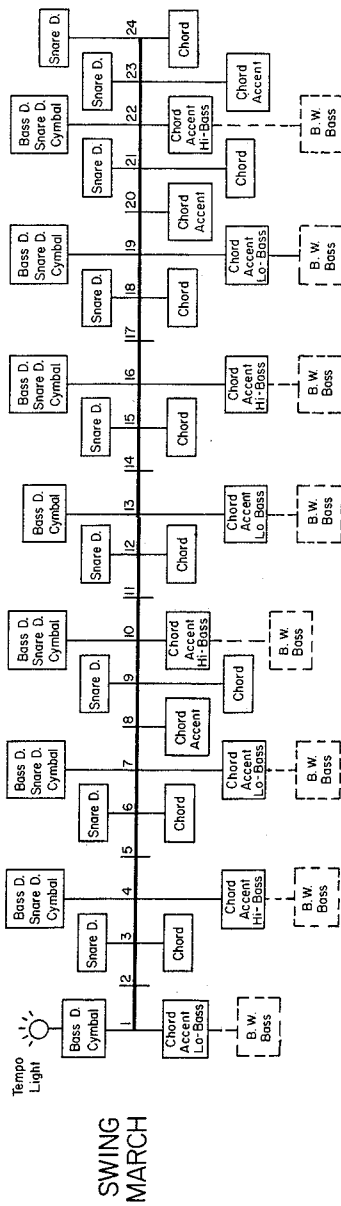 SWING
MARCH
Tempo
Light
Bass D.
Cymbal
1
Chord
Accent
Lo-Bass
B.W.
Bass
2
Snare D.
3
Chord
Bass D.
Snare D.
Cymbal
4
Chord
Accent
Hi-Bass
B.W.
Bass
5
Snare D.
6
Chord
Bass D.
Snare D.
Cymbal
7
Chord
Accent
Lo-Bass
B.W.
Bass
8
Chord
Accent
Snare D.
9
Chord
Bass D.
Snare D.
Cymbal
10
Chord
Accent
Hi-Bass
B.W.
Bass
11
Snare D.
12
Chord
Bass D.
Cymbal
13
Chord
Accent
Lo Bass
B.W.
Bass
14
Snare D.
15
Chord
Bass D.
Snare D.
Cymbal
16
Chord
Accent
Hi-Bass
B.W.
Bass
17
Snare D.
18
Chord
Bass D.
Snare D.
Cymbal
19
Chord
Accent
Lo-Bass
B.W.
Bass
20
Chord
Accent
Snare D.
21
Chord
Bass D.
Snare D.
Cymbal
22
Chord
Accent
Hi-Bass
B.W.
Bass
Snare D.
23
Chord
Accent
Snare D.
24
Chord